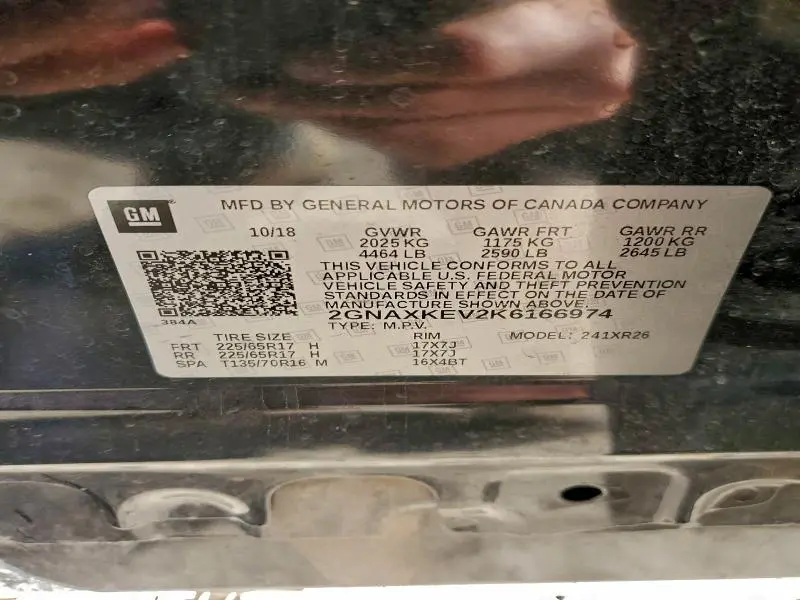 GM
MFD BY GENERAL MOTORS OF CANADA COMPANY
10/18 GVWR GAWR FRT GAWR RR
2025 KG 1175 KG 1200 KG
4464 LB 2590 LB 2645 LB
THIS VEHICLE CONFORMS TO ALL
APPLICABLE U.S. FEDERAL MOTOR
VEHICLE SAFETY AND THEFT PREVENTION
STANDARDS IN EFFECT ON THE DATE OF
MANUFACTURE SHOWN ABOVE.
384A
2GNAXKEV2K6166974
TYPE: M.P.V.
TIRE SIZE RIM MODEL: 241XR26
FRT 225/65R17 H 17X7J
RR 225/65R17 H 17X7J
SPA T135/70R16 M 16X4BT